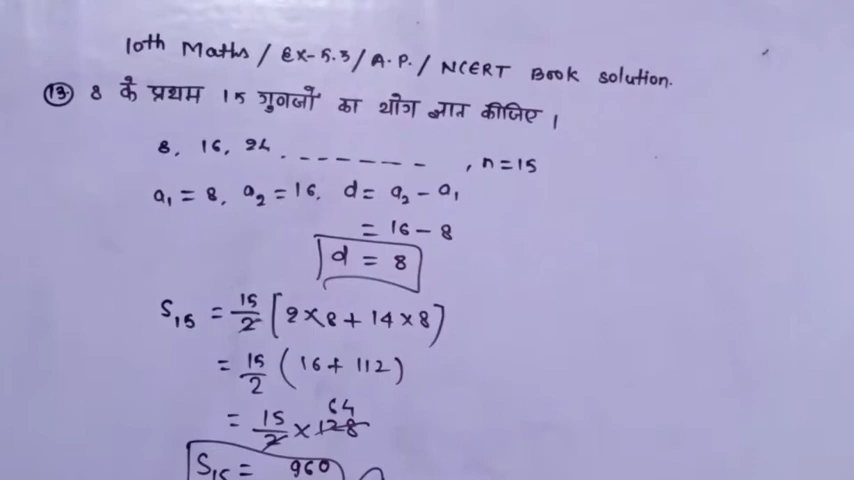 10th Maths / Ex-5.3 / A.P. / NCERT Book solution.
13. 8 के प्रथम 15 गुणजों का योग ज्ञात कीजिए।
8, 16, 24 - - - - - - - , n = 15
a₁ = 8, a₂ = 16, d = a₂ - a₁
= 16 - 8
d = 8
S₁₅ = 15/2 [2×8 + 14×8]
= 15/2 (16 + 112)
64
= 15/2 × 128
S₁₅ = 960